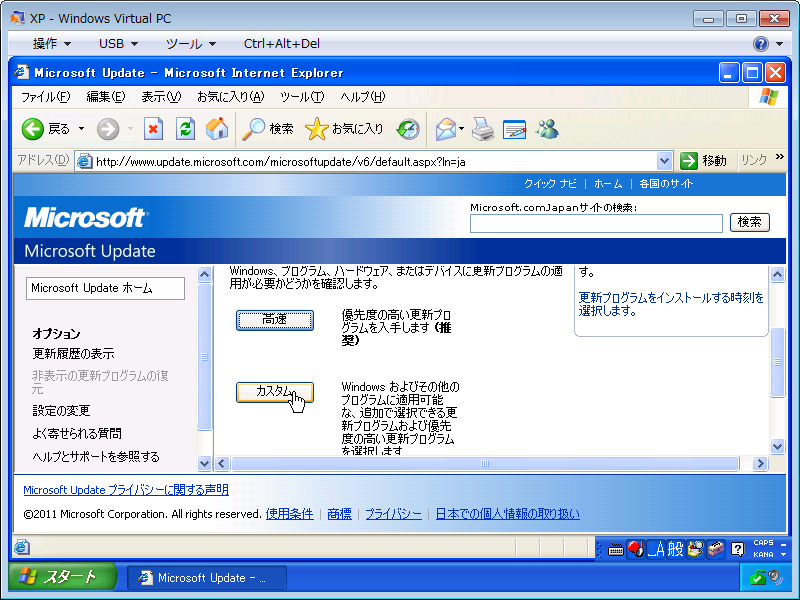 XP - Windows Virtual PC
操作 USB ツール Ctrl+Alt+Del
Microsoft Update - Microsoft Internet Explorer
ファイル(F) 編集(E) 表示(V) お気に入り(A) ツール(T) ヘルプ(H)
戻る 検索 お気に入り
アドレス(D) http://www.update.microsoft.com/microsoftupdate/v6/default.aspx?ln=ja 移動 リンク »
クイック ナビ | ホーム | 各国のサイト
Microsoft
Microsoft.comJapanサイトの検索:
検索
Microsoft Update
Microsoft Update ホーム
オプション
更新履歴の表示
非表示の更新プログラムの復
元
設定の変更
よく寄せられる質問
ヘルプとサポートを参照する
Windows、プログラム、ハードウェア、またはデバイスに更新プログラムの適
用が必要かどうかを確認します。
高速
優先度の高い更新プロ
グラムを入手します (推
奨)
カスタム
Windows およびその他の
プログラムに適用可能
な、追加で選択できる更
新プログラムおよび優先
度の高い更新プログラム
を選択します
す。
更新プログラムをインストールする時刻を
選択します。
Microsoft Update プライバシーに関する声明
©2011 Microsoft Corporation. All rights reserved. 使用条件 | 商標 | プライバシー | 日本での個人情報の取り扱い
A 般 CAPS
KANA
スタート Microsoft Update - ...